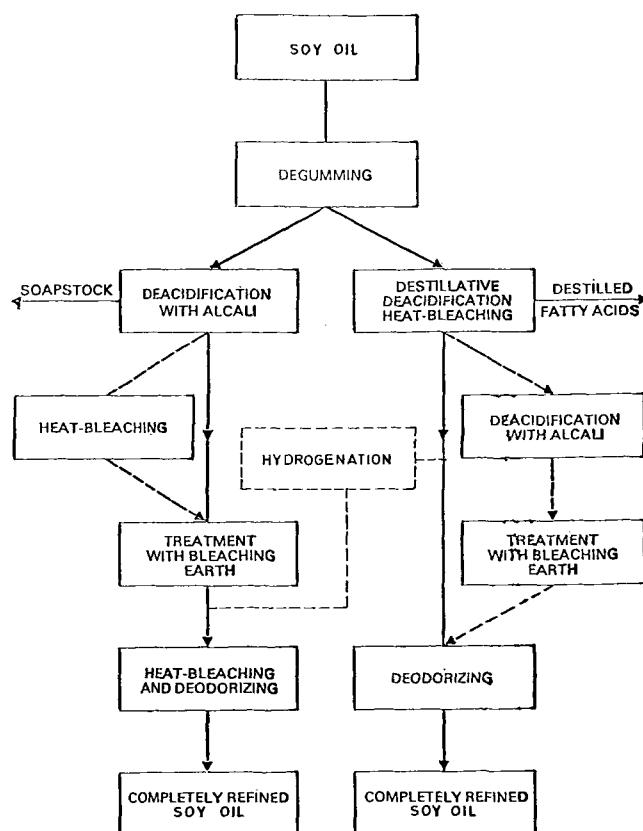 SOY OIL
DEGUMMING
SOAPSTOCK
DEACIDIFICATION
WITH ALCALI
DESTILLATIVE
DEACIDIFICATION
HEAT-BLEACHING
DESTILLED
FATTY ACIDS
HEAT-BLEACHING
DEACIDIFICATION
WITH ALCALI
HYDROGENATION
TREATMENT
WITH BLEACHING
EARTH
TREATMENT
WITH BLEACHING
EARTH
HEAT-BLEACHING
AND DEODORIZING
DEODORIZING
COMPLETELY REFINED
SOY OIL
COMPLETELY REFINED
SOY OIL